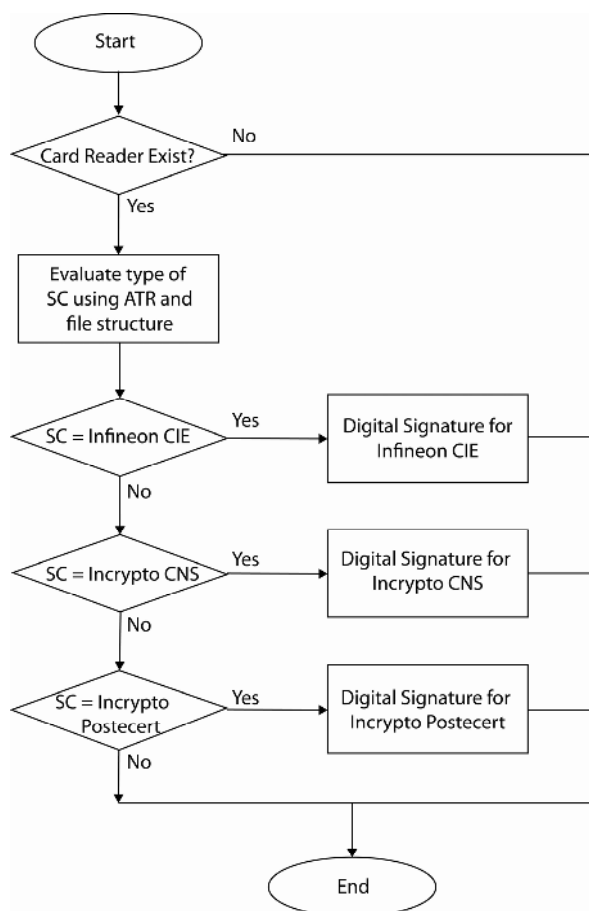 Start
No
Card Reader Exist?
Yes
Evaluate type of
SC using ATR and
file structure
Yes
SC = Infineon CIE
Digital Signature for
Infineon CIE
No
Yes
SC = Incrypto CNS
Digital Signature for
Incrypto CNS
No
Yes
SC = Incrypto
Postecert
Digital Signature for
Incrypto Postecert
No
End